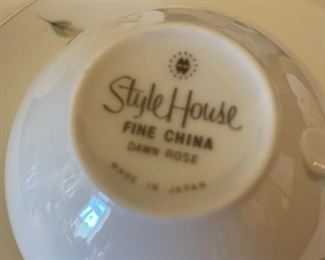 Style House
FINE CHINA
DAWN ROSE
MADE IN JAPAN